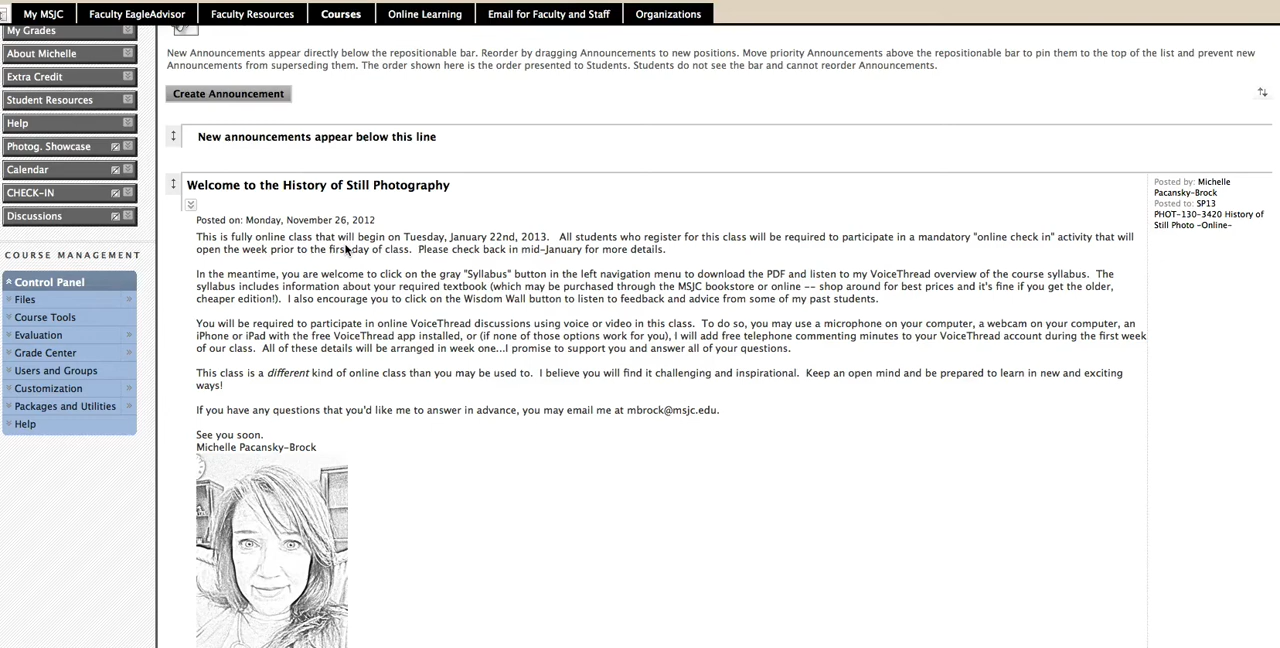 My MSJC Faculty EagleAdvisor Faculty Resources Courses Online Learning Email for Faculty and Staff Organizations
My Grades
About Michelle
Extra Credit
Student Resources
Help
Photog. Showcase
Calendar
CHECK-IN
Discussions
COURSE MANAGEMENT
Control Panel
Files
Course Tools
Evaluation
Grade Center
Users and Groups
Customization
Packages and Utilities
Help
New Announcements appear directly below the repositionable bar. Reorder by dragging Announcements to new positions. Move priority Announcements above the repositionable bar to pin them to the top of the list and prevent new
Announcements from superseding them. The order shown here is the order presented to Students. Students do not see the bar and cannot reorder Announcements.
Create Announcement
New announcements appear below this line
Welcome to the History of Still Photography
Posted on: Monday, November 26, 2012
This is fully online class that will begin on Tuesday, January 22nd, 2013. All students who register for this class will be required to participate in a mandatory "online check in" activity that will
open the week prior to the first day of class. Please check back in mid-January for more details.
In the meantime, you are welcome to click on the gray "Syllabus" button in the left navigation menu to download the PDF and listen to my VoiceThread overview of the course syllabus. The
syllabus includes information about your required textbook (which may be purchased through the MSJC bookstore or online -- shop around for best prices and it's fine if you get the older,
cheaper edition!). I also encourage you to click on the Wisdom Wall button to listen to feedback and advice from some of my past students.
You will be required to participate in online VoiceThread discussions using voice or video in this class. To do so, you may use a microphone on your computer, a webcam on your computer, an
iPhone or iPad with the free VoiceThread app installed, or (if none of those options work for you), I will add free telephone commenting minutes to your VoiceThread account during the first week
of our class. All of these details will be arranged in week one...I promise to support you and answer all of your questions.
This class is a different kind of online class than you may be used to. I believe you will find it challenging and inspirational. Keep an open mind and be prepared to learn in new and exciting
ways!
If you have any questions that you'd like me to answer in advance, you may email me at mbrock@msjc.edu.
See you soon.
Michelle Pacansky-Brock
Posted by: Michelle
Pacansky-Brock
Posted to: SP13
PHOT-130-3420 History of
Still Photo -Online-